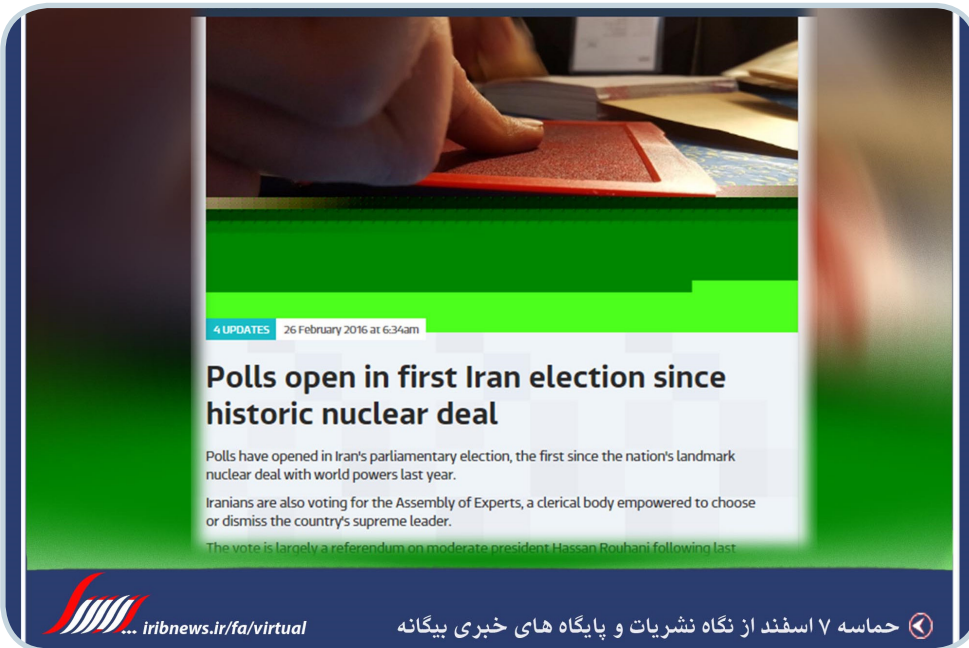 4 UPDATES 26 February 2016 at 6:34am
Polls open in first Iran election since
historic nuclear deal
Polls have opened in Iran's parliamentary election, the first since the nation's landmark
nuclear deal with world powers last year.
Iranians are also voting for the Assembly of Experts, a clerical body empowered to choose
or dismiss the country's supreme leader.
The vote is largely a referendum on moderate president Hassan Rouhani following last
حماسه ۷ اسفند از نگاه نشریات و پایگاه های خبری بیگانه
... iribnews.ir/fa/virtual